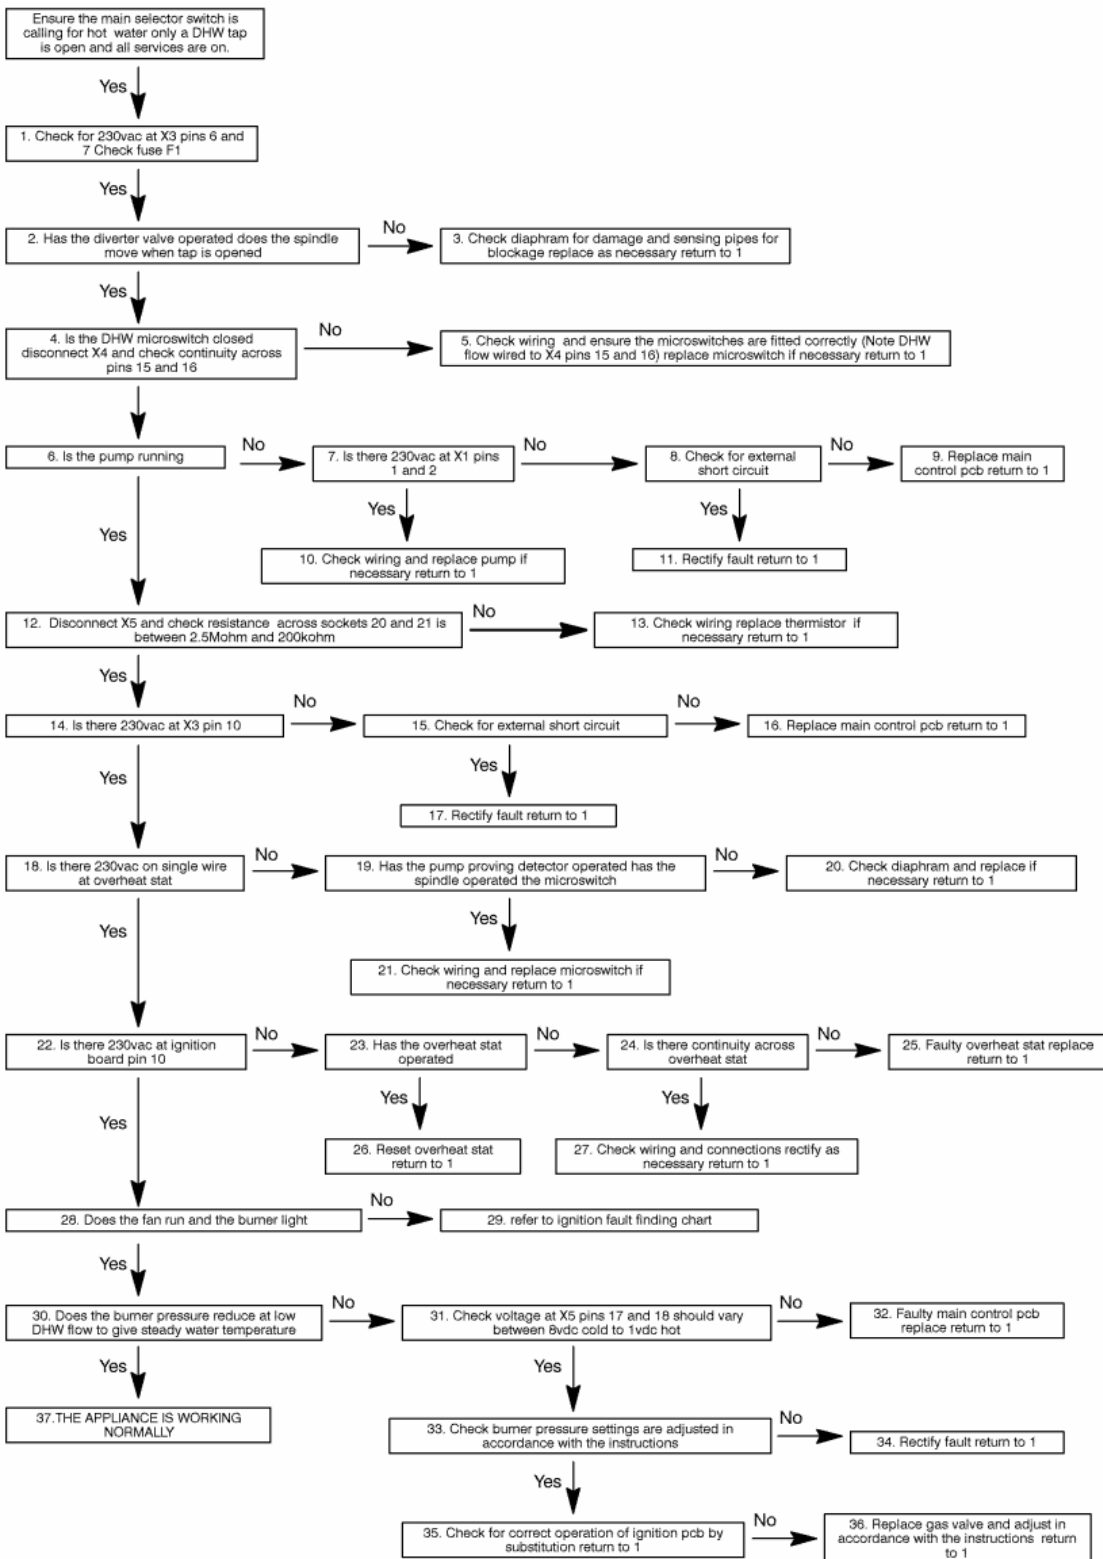 Ensure the main selector switch is
calling for hot water only a DHW tap
is open and all services are on.
Yes
1. Check for 230vac at X3 pins 6 and
7 Check fuse F1
Yes
2. Has the diverter valve operated does the spindle
move when tap is opened
No
3. Check diaphram for damage and sensing pipes for
blockage replace as necessary return to 1
Yes
4. Is the DHW microswitch closed
disconnect X4 and check continuity across
pins 15 and 16
No
5. Check wiring and ensure the microswitches are fitted correctly (Note DHW
flow wired to X4 pins 15 and 16) replace microswitch if necessary return to 1
6. Is the pump running
No
7. Is there 230vac at X1 pins
1 and 2
No
8. Check for external
short circuit
No
9. Replace main
control pcb return to 1
Yes
Yes
Yes
10. Check wiring and replace pump if
necessary return to 1
11. Rectify fault return to 1
12. Disconnect X5 and check resistance across sockets 20 and 21 is
between 2.5Mohm and 200kohm
No
13. Check wiring replace thermistor if
necessary return to 1
Yes
14. Is there 230vac at X3 pin 10
No
15. Check for external short circuit
No
16. Replace main control pcb return to 1
Yes
Yes
17. Rectify fault return to 1
18. Is there 230vac on single wire
at overheat stat
No
19. Has the pump proving detector operated has the
spindle operated the microswitch
No
20. Check diaphram and replace if
necessary return to 1
Yes
Yes
21. Check wiring and replace microswitch if
necessary return to 1
22. Is there 230vac at ignition
board pin 10
No
23. Has the overheat stat
operated
No
24. Is there continuity across
overheat stat
No
25. Faulty overheat stat replace
return to 1
Yes
Yes
Yes
26. Reset overheat stat
return to 1
27. Check wiring and connections rectify as
necessary return to 1
28. Does the fan run and the burner light
No
29. refer to ignition fault finding chart
Yes
30. Does the burner pressure reduce at low
DHW flow to give steady water temperature
No
31. Check voltage at X5 pins 17 and 18 should vary
between 8vdc cold to 1vdc hot
No
32. Faulty main control pcb
replace return to 1
Yes
Yes
37.THE APPLIANCE IS WORKING
NORMALLY
33. Check burner pressure settings are adjusted in
accordance with the instructions
No
34. Rectify fault return to 1
Yes
35. Check for correct operation of ignition pcb by
substitution return to 1
No
36. Replace gas valve and adjust in
accordance with the instructions return
to 1